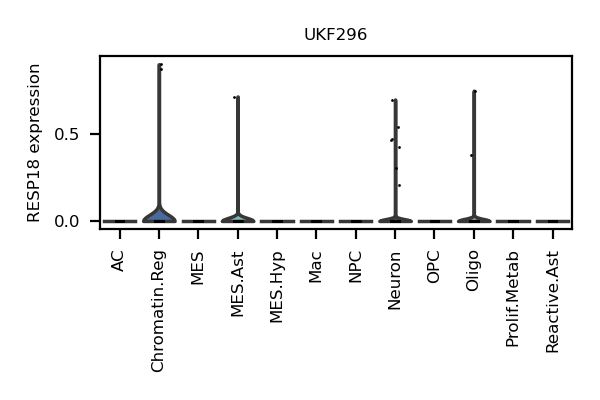 UKF296
RESP18 expression
0.5
0.0
AC
Chromatin.Reg
MES
MES.Ast
MES.Hyp
Mac
NPC
Neuron
OPC
Oligo
Prolif.Metab
Reactive.Ast